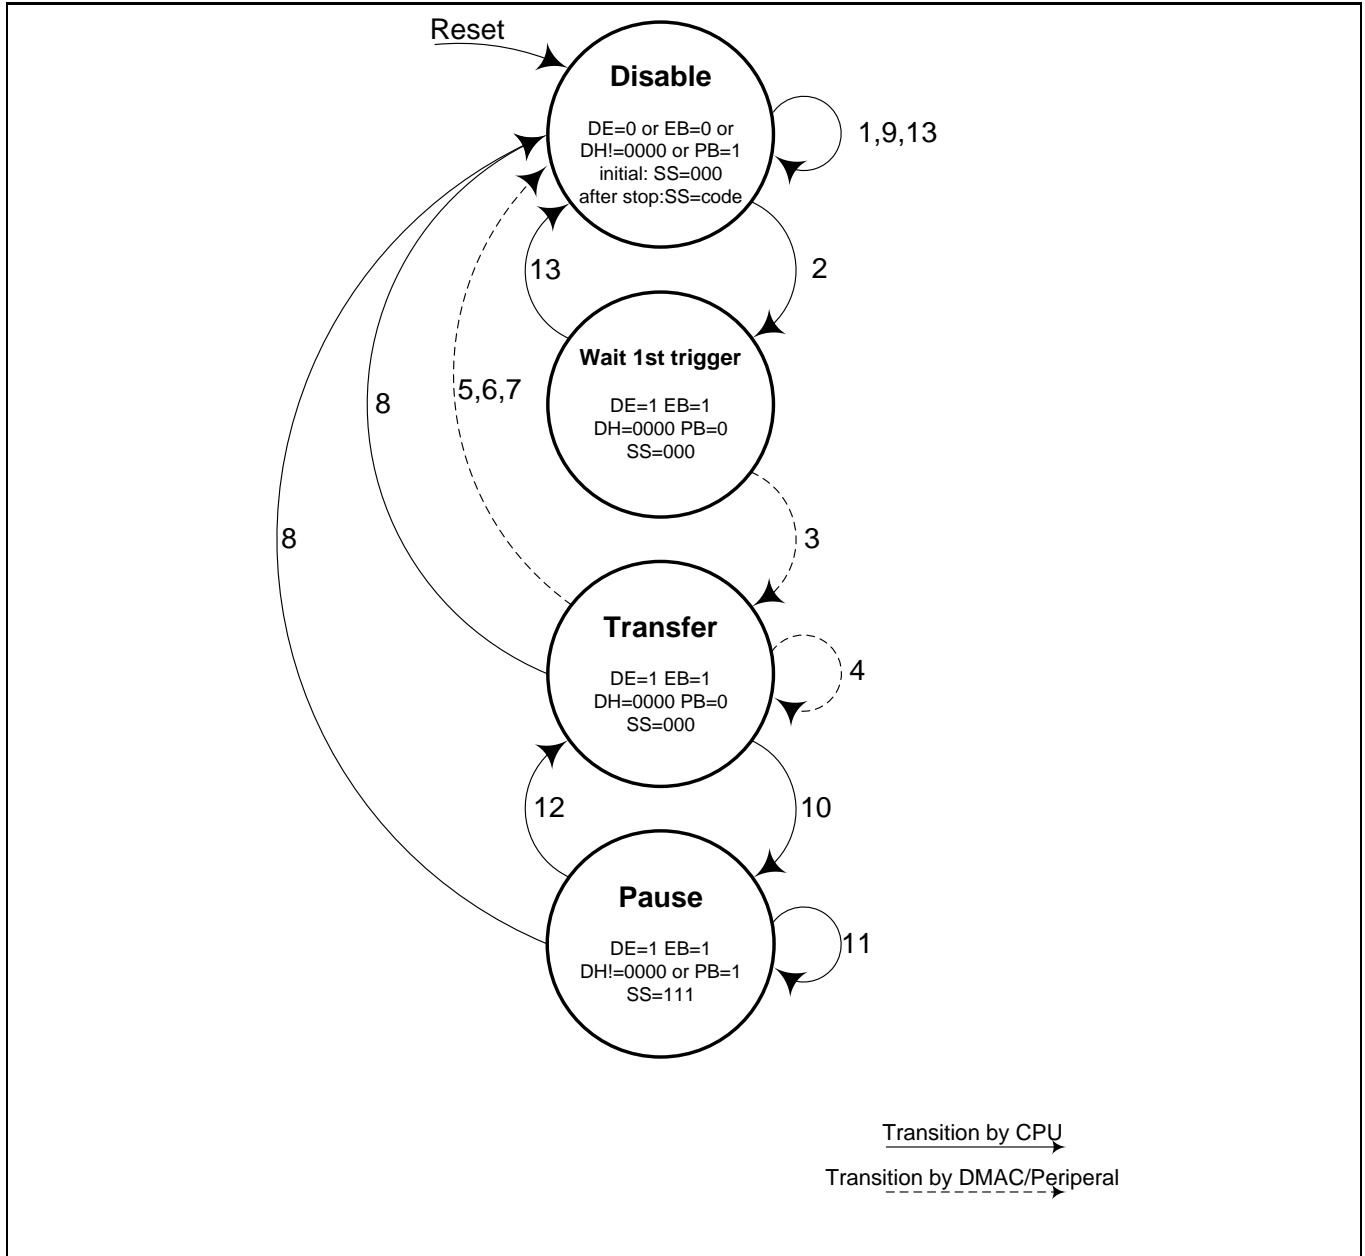 Reset
Disable
DE=0 or EB=0 or
DH!=0000 or PB=1
initial: SS=000
after stop:SS=code
1,9,13
13
2
Wait 1st trigger
DE=1 EB=1
DH=0000 PB=0
SS=000
8
5,6,7
8
3
Transfer
DE=1 EB=1
DH=0000 PB=0
SS=000
4
12
10
Pause
DE=1 EB=1
DH!=0000 or PB=1
SS=111
11
Transition by CPU
Transition by DMAC/Periperal